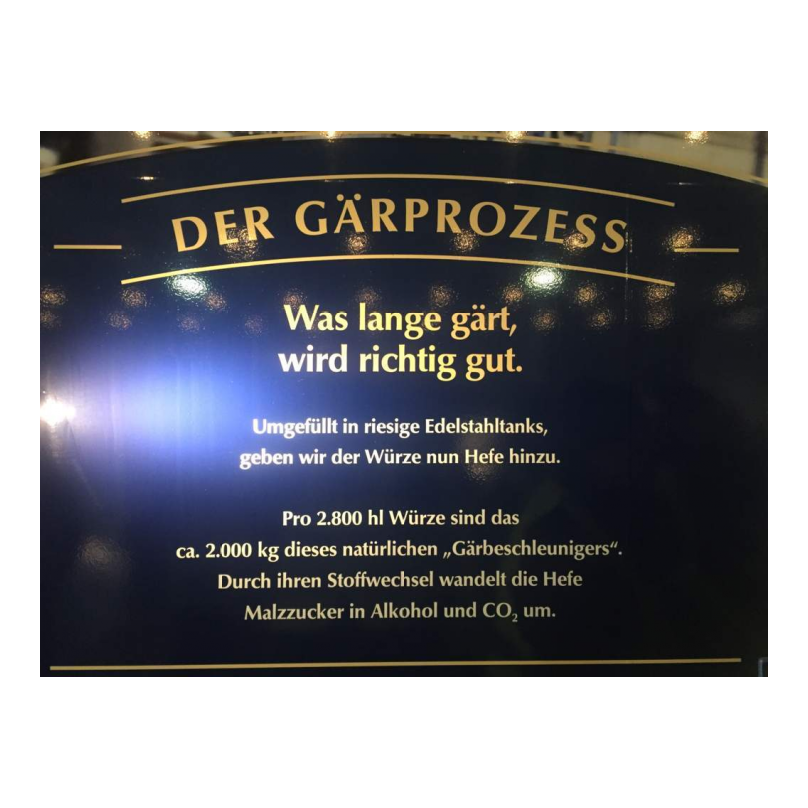 DER GÄRPROZESS
Was lange gärt,
wird richtig gut.
Umgefüllt in riesige Edelstahltanks,
geben wir der Würze nun Hefe hinzu.
Pro 2.800 hl Würze sind das
ca. 2.000 kg dieses natürlichen „Gärbeschleunigers“.
Durch ihren Stoffwechsel wandelt die Hefe
Malzzucker in Alkohol und CO₂ um.